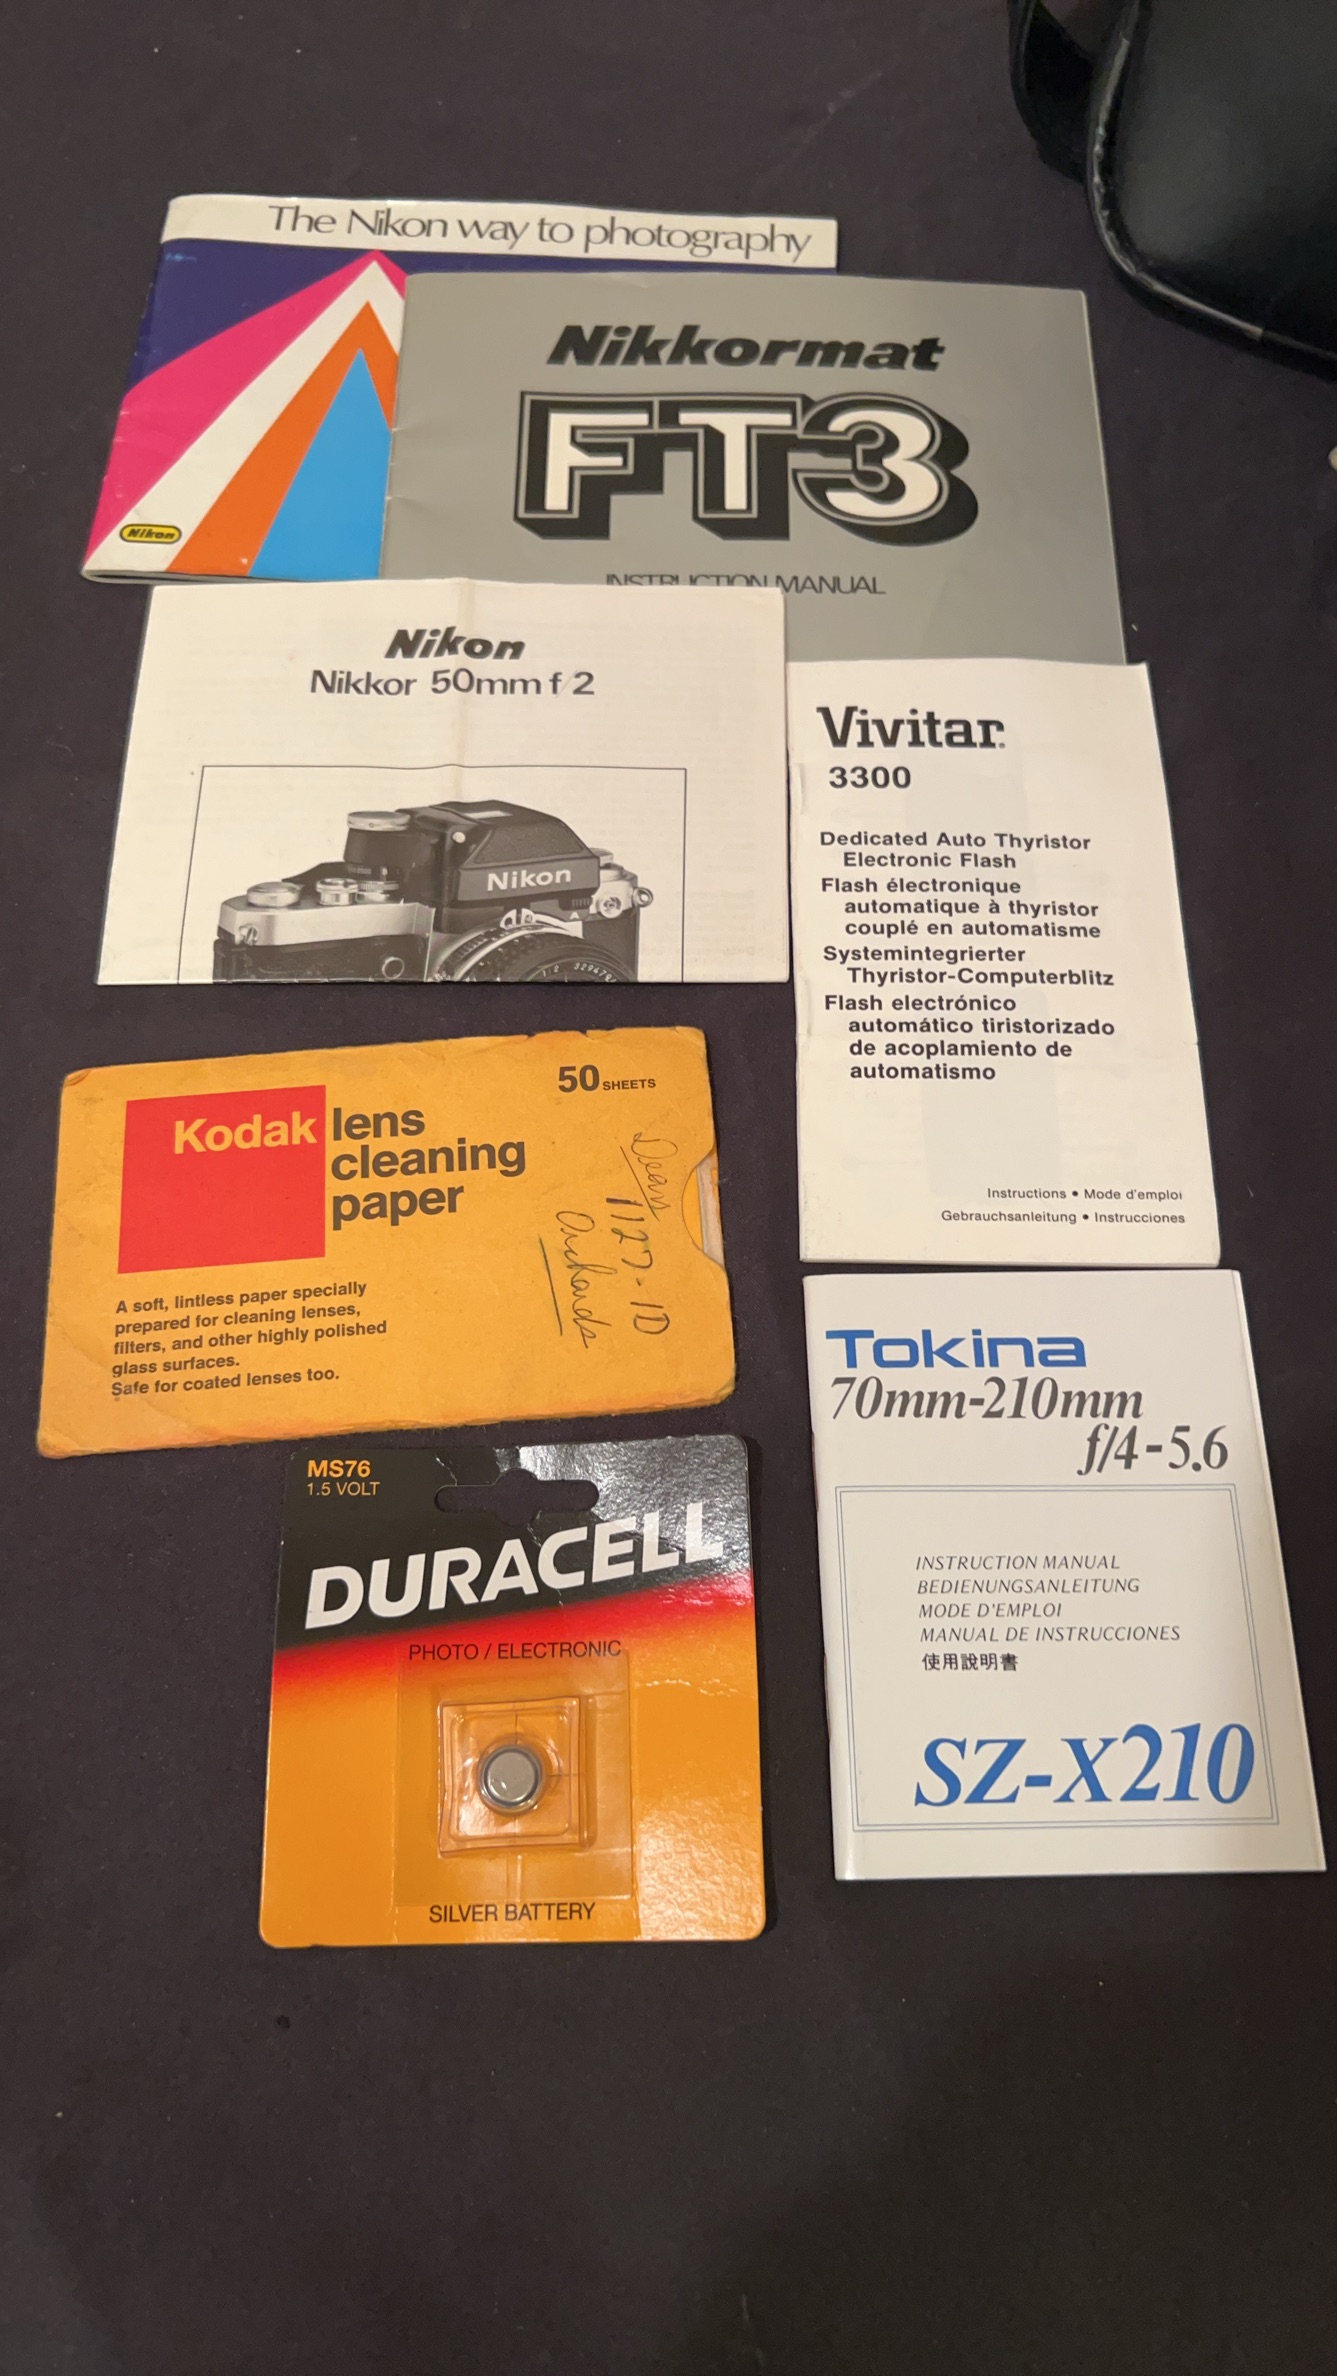 The Nikon way to photography
Nikon
Nikkormat
FT3
INSTRUCTION MANUAL
Nikon
Nikkor 50mm f/2
Nikon
Vivitar®
3300
Dedicated Auto Thyristor
Electronic Flash
Flash électronique
automatique à thyristor
couplé en automatisme
Systemintegrierter
Thyristor-Computerblitz
Flash electrónico
automático tiristorizado
de acoplamiento de
automatismo
Instructions • Mode d'emploi
Gebrauchsanleitung • Instrucciones
50 SHEETS
Kodak lens
cleaning
paper
A soft, lintless paper specially
prepared for cleaning lenses,
filters, and other highly polished
glass surfaces.
Safe for coated lenses too.
Dean
1127-1D
Orchards
Tokina
70mm-210mm
f/4-5.6
INSTRUCTION MANUAL
BEDIENUNGSANLEITUNG
MODE D'EMPLOI
MANUAL DE INSTRUCCIONES
使用說明書
SZ-X210
MS76
1.5 VOLT
DURACELL
PHOTO / ELECTRONIC
SILVER BATTERY